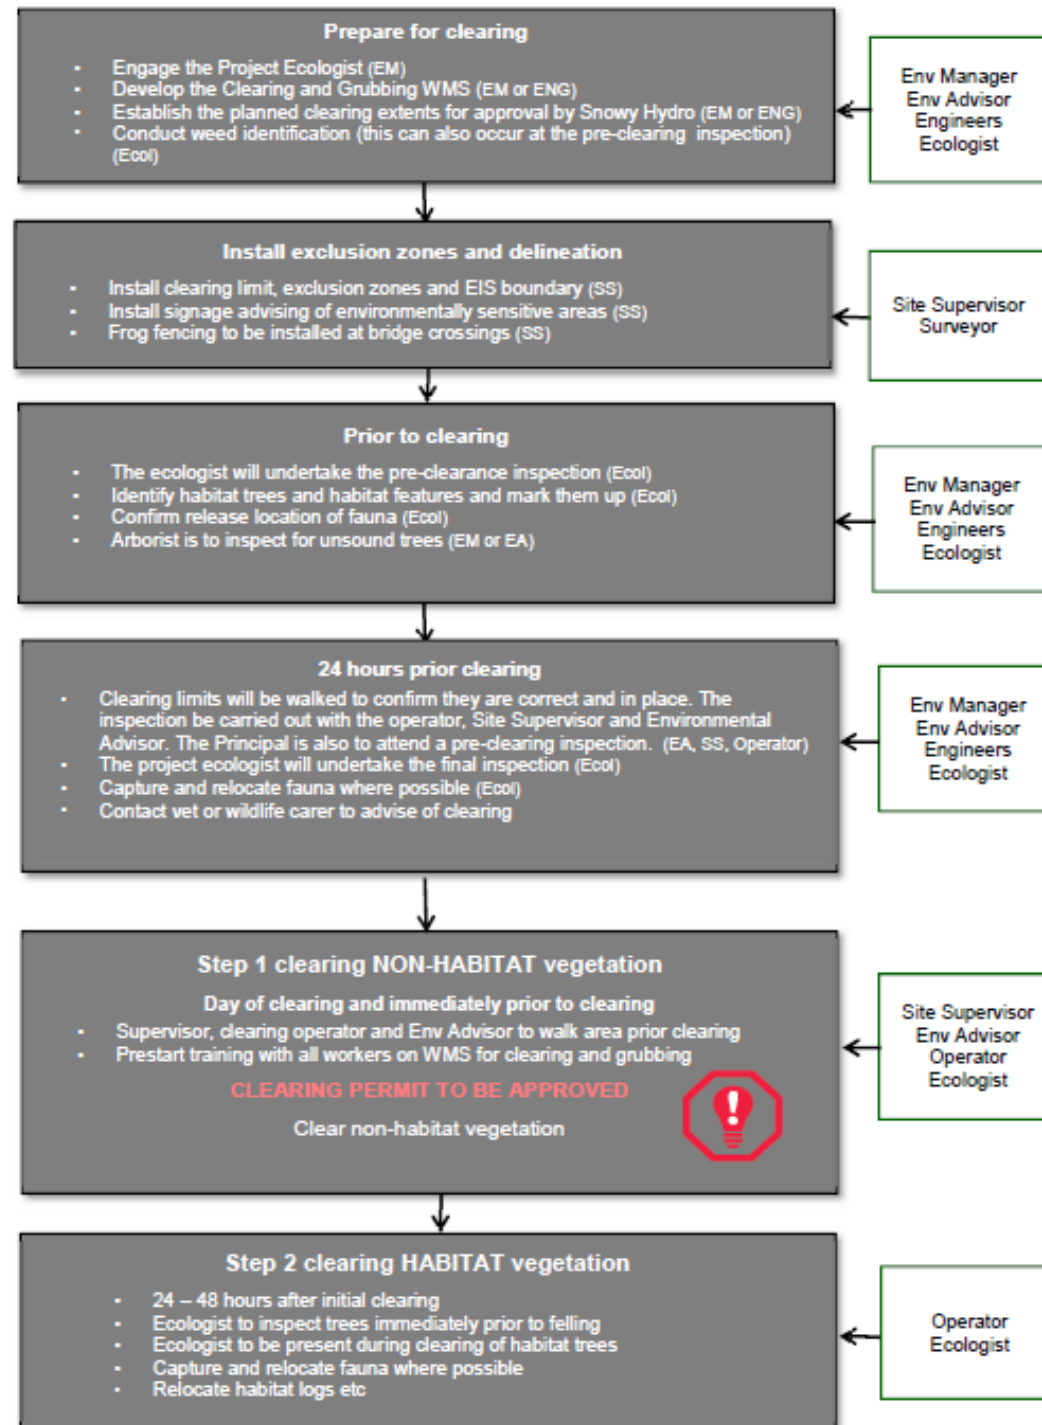 Prepare for clearing
• Engage the Project Ecologist (EM)
• Develop the Clearing and Grubbing WMS (EM or ENG)
• Establish the planned clearing extents for approval by Snowy Hydro (EM or ENG)
• Conduct weed identification (this can also occur at the pre-clearing inspection)
(Ecol)
Env Manager
Env Advisor
Engineers
Ecologist
Install exclusion zones and delineation
• Install clearing limit, exclusion zones and EIS boundary (SS)
• Install signage advising of environmentally sensitive areas (SS)
• Frog fencing to be installed at bridge crossings (SS)
Site Supervisor
Surveyor
Prior to clearing
• The ecologist will undertake the pre-clearance inspection (Ecol)
• Identify habitat trees and habitat features and mark them up (Ecol)
• Confirm release location of fauna (Ecol)
• Arborist is to inspect for unsound trees (EM or EA)
Env Manager
Env Advisor
Engineers
Ecologist
24 hours prior clearing
• Clearing limits will be walked to confirm they are correct and in place. The
inspection be carried out with the operator, Site Supervisor and Environmental
Advisor. The Principal is also to attend a pre-clearing inspection. (EA, SS, Operator)
• The project ecologist will undertake the final inspection (Ecol)
• Capture and relocate fauna where possible (Ecol)
• Contact vet or wildlife carer to advise of clearing
Env Manager
Env Advisor
Engineers
Ecologist
Step 1 clearing NON-HABITAT vegetation
Day of clearing and immediately prior to clearing
• Supervisor, clearing operator and Env Advisor to walk area prior clearing
• Prestart training with all workers on WMS for clearing and grubbing
CLEARING PERMIT TO BE APPROVED
Clear non-habitat vegetation
Site Supervisor
Env Advisor
Operator
Ecologist
Step 2 clearing HABITAT vegetation
• 24 – 48 hours after initial clearing
• Ecologist to inspect trees immediately prior to felling
• Ecologist to be present during clearing of habitat trees
• Capture and relocate fauna where possible
• Relocate habitat logs etc
Operator
Ecologist